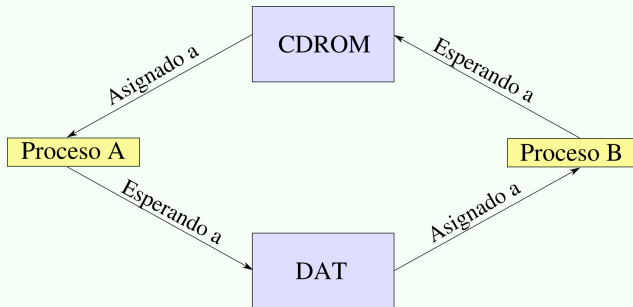 CDROM
Asignado a
Esperando a
Proceso A
Proceso B
Esperando a
Asignado a
DAT